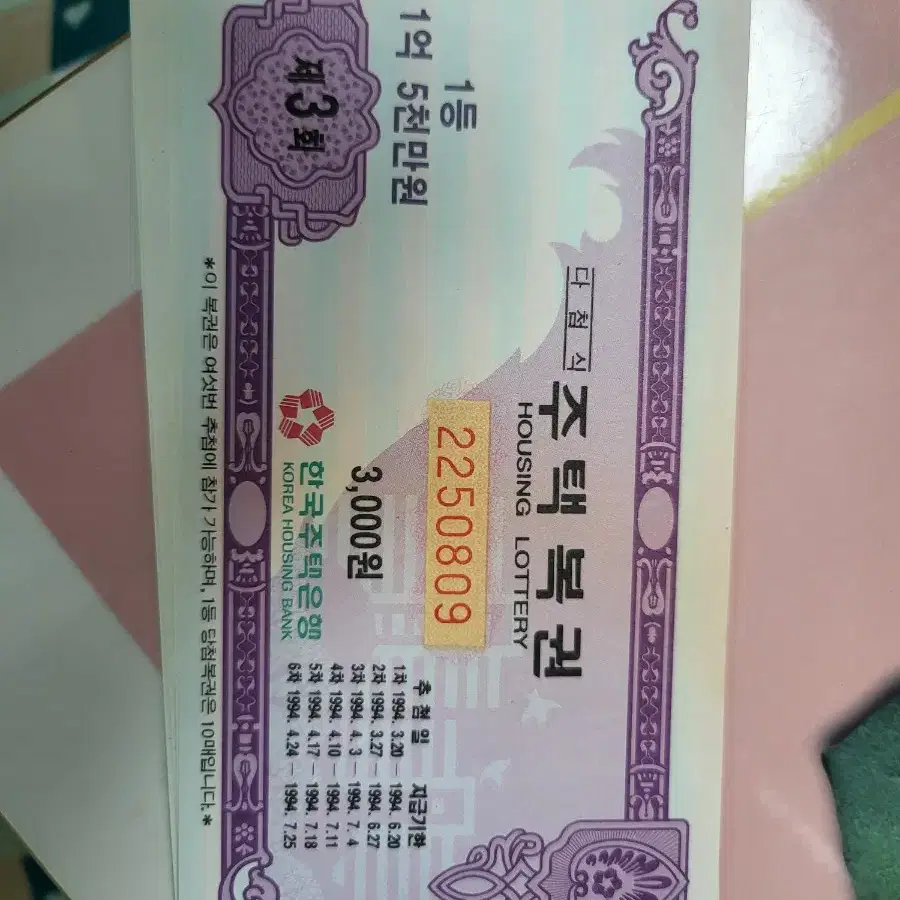 제3회
1등
1억 5천만원
다첨식
주택복권
HOUSING LOTTERY
2250809
3,000원
한국주택은행
KOREA HOUSING BANK
추첨일 지급기한
1차 1994. 3.20 － 1994. 6.20
2차 1994. 3.27 － 1994. 6.27
3차 1994. 4. 3 － 1994. 7. 4
4차 1994. 4.10 － 1994. 7.11
5차 1994. 4.17 － 1994. 7.18
6차 1994. 4.24 － 1994. 7.25
*이 복권은 여섯번 추첨에 참가 가능하며, 1등 당첨복권은 10매입니다.*